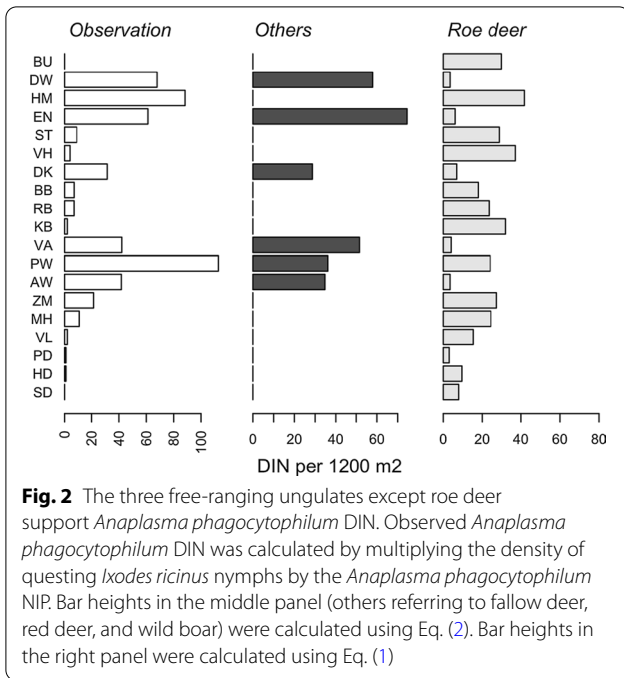 Observation Others Roe deer
BU
DW
HM
EN
ST
VH
DK
BB
RB
KB
VA
PW
AW
ZM
MH
VL
PD
HD
SD
0 20 40 60 80 100 0 20 40 60 0 20 40 60 80
DIN per 1200 m2
Fig. 2 The three free-ranging ungulates except roe deer
support Anaplasma phagocytophilum DIN. Observed Anaplasma
phagocytophilum DIN was calculated by multiplying the density of
questing Ixodes ricinus nymphs by the Anaplasma phagocytophilum
NIP. Bar heights in the middle panel (others referring to fallow deer,
red deer, and wild boar) were calculated using Eq. (2). Bar heights in
the right panel were calculated using Eq. (1)